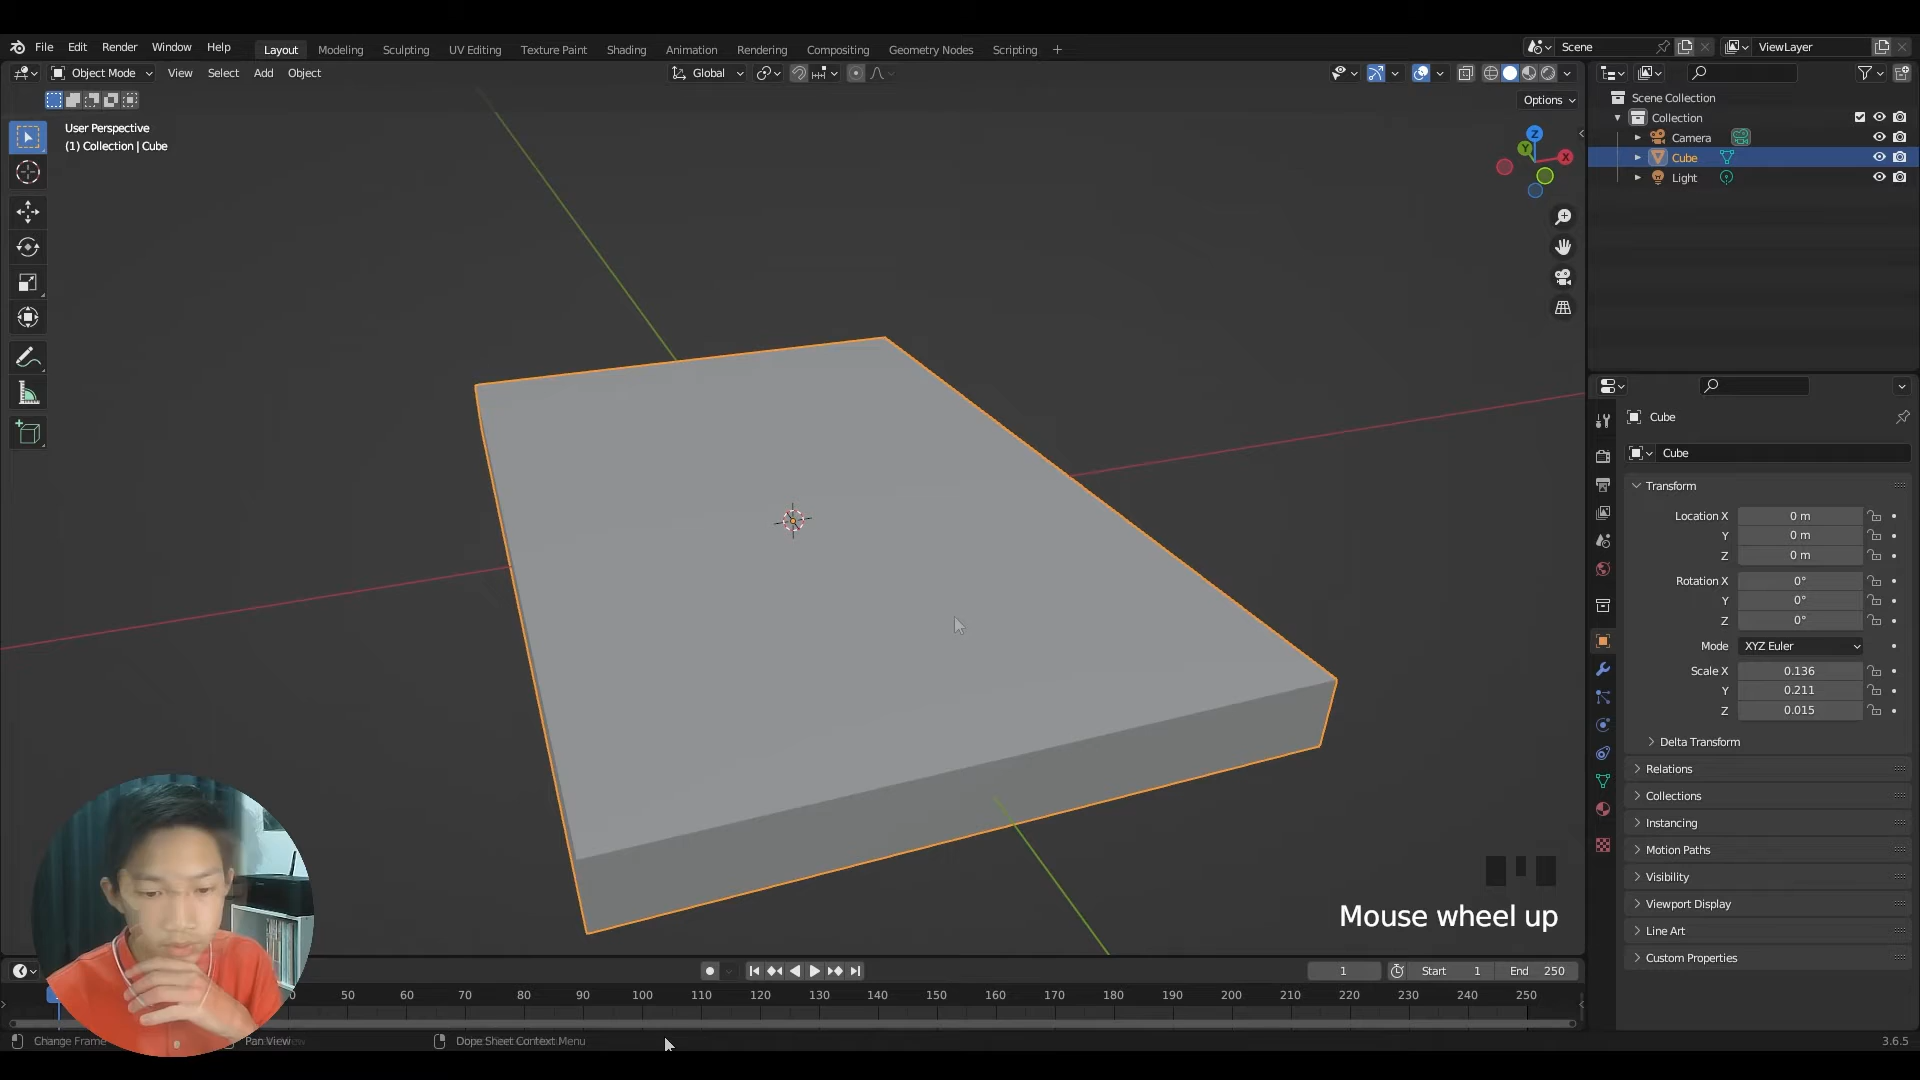 File Edit Render Window Help Layout Modeling Sculpting UV Editing Texture Paint Shading Animation Rendering Compositing Geometry Nodes Scripting + Scene ViewLayer
Object Mode View Select Add Object Global
Options
User Perspective
(1) Collection | Cube
Z
Y
X
Scene Collection
Collection
Camera
Cube
Light
Cube
Cube
Transform
Location X 0 m
Y 0 m
Z 0 m
Rotation X 0°
Y 0°
Z 0°
Mode XYZ Euler
Scale X 0.136
Y 0.211
Z 0.015
Delta Transform
Relations
Collections
Instancing
Motion Paths
Visibility
Viewport Display
Line Art
Custom Properties
Mouse wheel up
1 Start 1 End 250
50 60 70 80 90 100 110 120 130 140 150 160 170 180 190 200 210 220 230 240 250
Change Frame Pan View Dope Sheet Context Menu 3.6.5